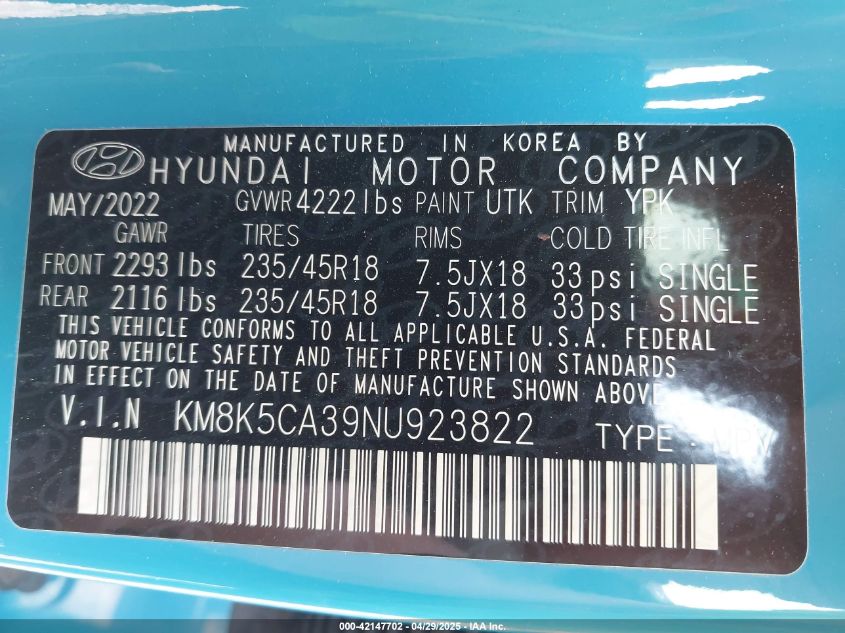 MANUFACTURED IN KOREA BY
HYUNDAI MOTOR COMPANY
MAY/2022 GVWR 4222 lbs PAINT UTK TRIM YPK
GAWR TIRES RIMS COLD TIRE INFL
FRONT 2293 lbs 235/45R18 7.5JX18 33 psi SINGLE
REAR 2116 lbs 235/45R18 7.5JX18 33 psi SINGLE
THIS VEHICLE CONFORMS TO ALL APPLICABLE U.S.A. FEDERAL
MOTOR VEHICLE SAFETY AND THEFT PREVENTION STANDARDS
IN EFFECT ON THE DATE OF MANUFACTURE SHOWN ABOVE.
V.I.N KM8K5CA39NU923822 TYPE : MPV
000-42147702 - 04/29/2025 - IAA Inc.